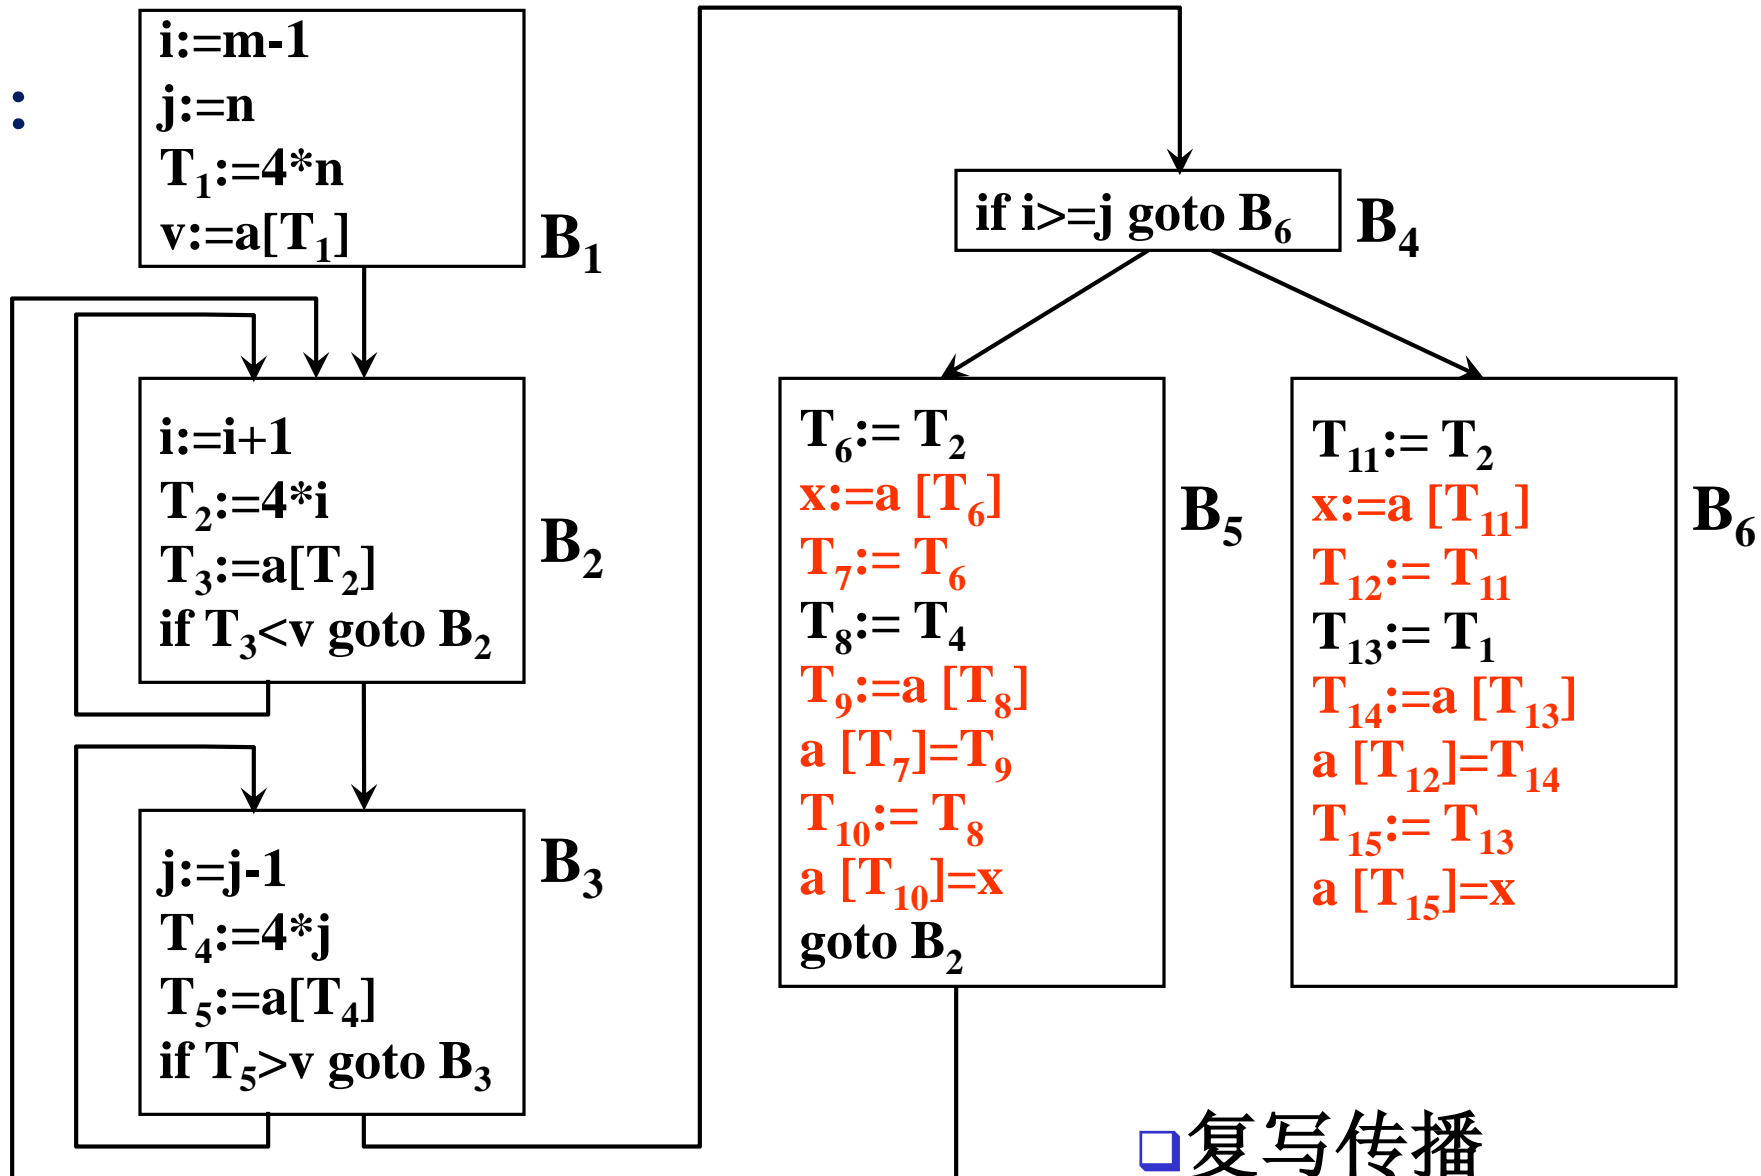 :
i:=m-1
j:=n
T₁:=4*n
v:=a[T₁]
B₁
i:=i+1
T₂:=4*i
T₃:=a[T₂]
if T₃<v goto B₂
B₂
j:=j-1
T₄:=4*j
T₅:=a[T₄]
if T₅>v goto B₃
B₃
if i>=j goto B₆
B₄
T₆:= T₂
x:=a [T₆]
T₇:= T₆
T₈:= T₄
T₉:=a [T₈]
a [T₇]=T₉
T₁₀:= T₈
a [T₁₀]=x
goto B₂
B₅
T₁₁:= T₂
x:=a [T₁₁]
T₁₂:= T₁₁
T₁₃:= T₁
T₁₄:=a [T₁₃]
a [T₁₂]=T₁₄
T₁₅:= T₁₃
a [T₁₅]=x
B₆
复写传播